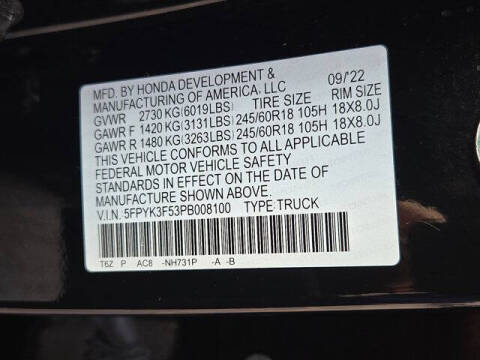 MFD. BY HONDA DEVELOPMENT &
MANUFACTURING OF AMERICA, LLC 09/'22
GVWR 2730 KG(6019LBS) TIRE SIZE RIM SIZE
GAWR F 1420 KG(3131LBS) 245/60R18 105H 18X8.0J
GAWR R 1480 KG(3263LBS) 245/60R18 105H 18X8.0J
THIS VEHICLE CONFORMS TO ALL APPLICABLE
FEDERAL MOTOR VEHICLE SAFETY
STANDARDS IN EFFECT ON THE DATE OF
MANUFACTURE SHOWN ABOVE.
V.I.N. 5FPYK3F53PB008100 TYPE:TRUCK
T6Z P AC8 -NH731P -A -B